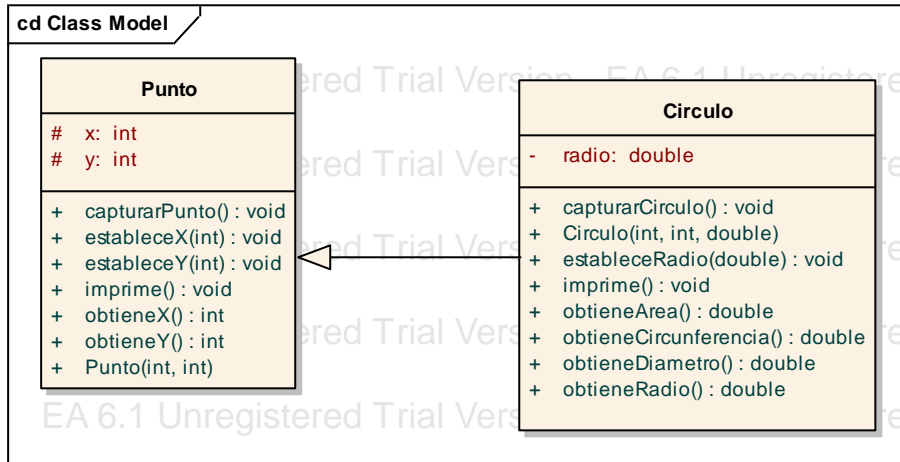 cd Class Model
Punto
# x: int
# y: int
+ capturarPunto() : void
+ estableceX(int) : void
+ estableceY(int) : void
+ imprime() : void
+ obtieneX() : int
+ obtieneY() : int
+ Punto(int, int)
Circulo
- radio: double
+ capturarCirculo() : void
+ Circulo(int, int, double)
+ estableceRadio(double) : void
+ imprime() : void
+ obtieneArea() : double
+ obtieneCircunferencia() : double
+ obtieneDiametro() : double
+ obtieneRadio() : double
EA 6.1 Unregistered Trial